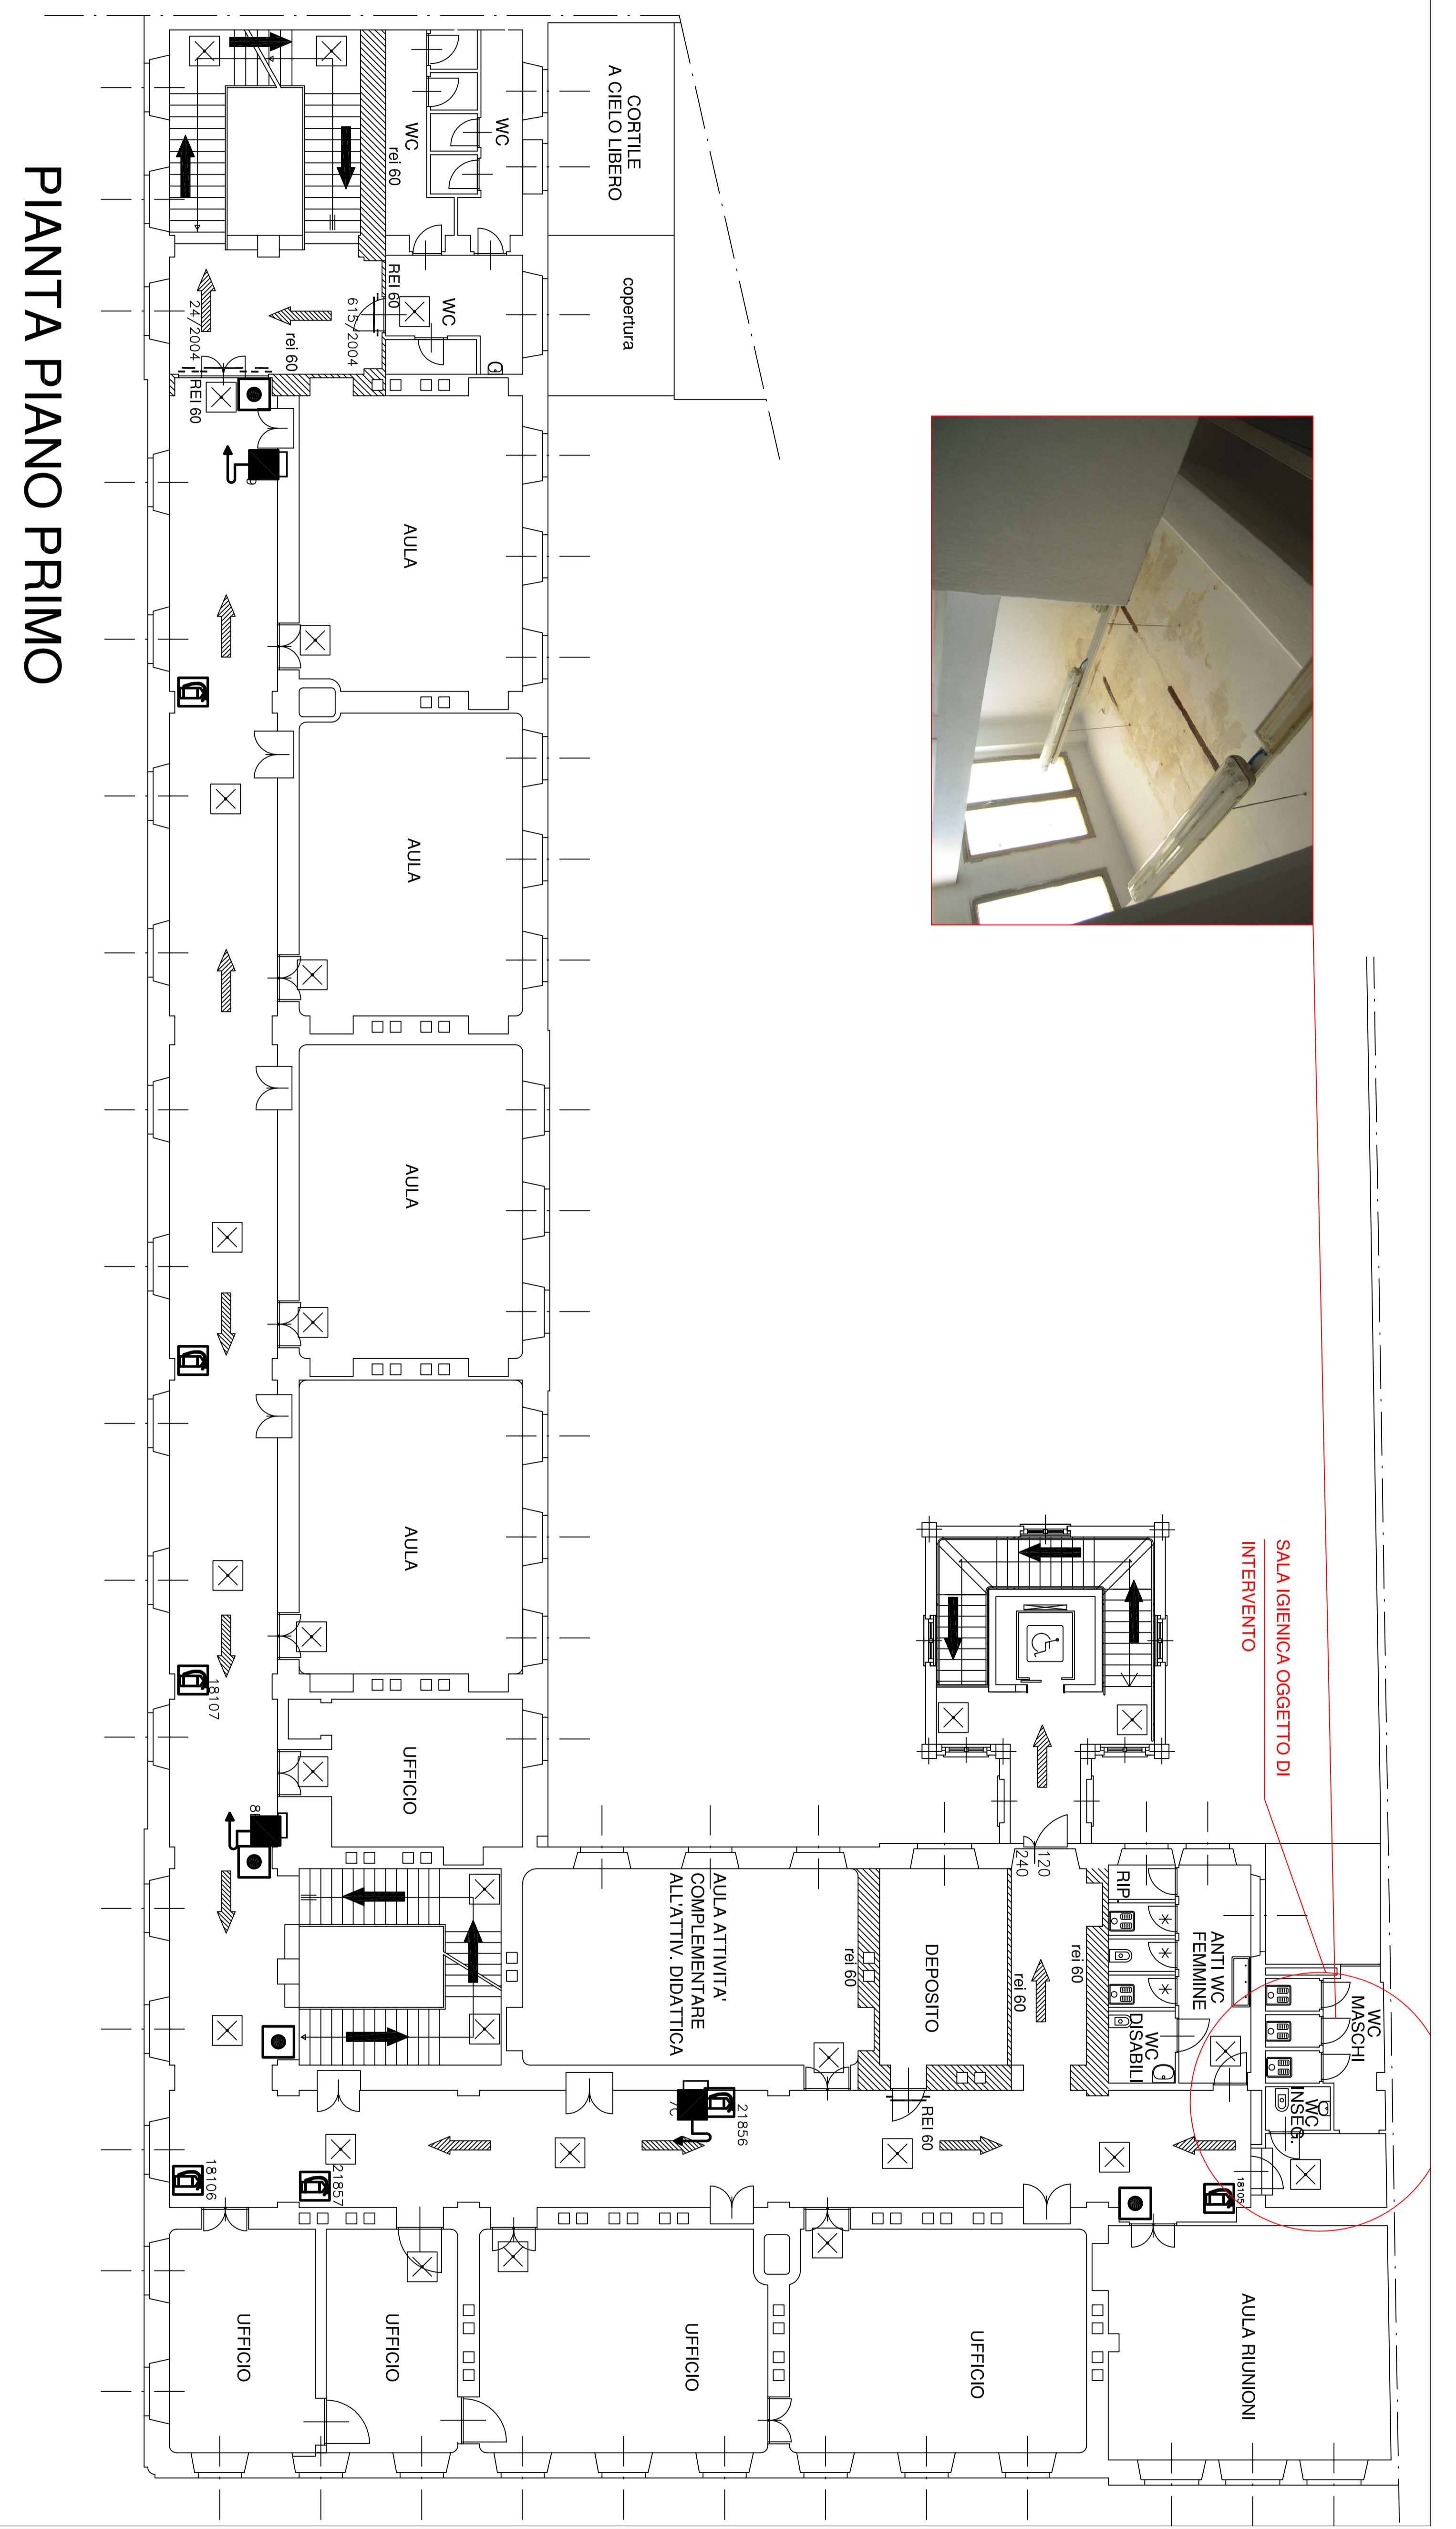 PIANTA PIANO PRIMO
CORTILE
A CIELO LIBERO
copertura
WC
WC
rei 60
REI 60
WC
615/2004
24/2004
rei 60
REI 60
AULA
AULA
AULA
AULA
18107
UFFICIO
AULA ATTIVITA'
COMPLEMENTARE
ALL'ATTIV. DIDATTICA
rei 60
DEPOSITO
rei 60
rei 60
120
240
RIP.
ANTI WC
FEMMINE
WC
DISABILI
WC
MASCHI
WC
INSEG.
SALA IGIENICA OGGETTO DI
INTERVENTO
REI 60
21856
21857
18106
18105
UFFICIO
UFFICIO
UFFICIO
UFFICIO
AULA RIUNIONI